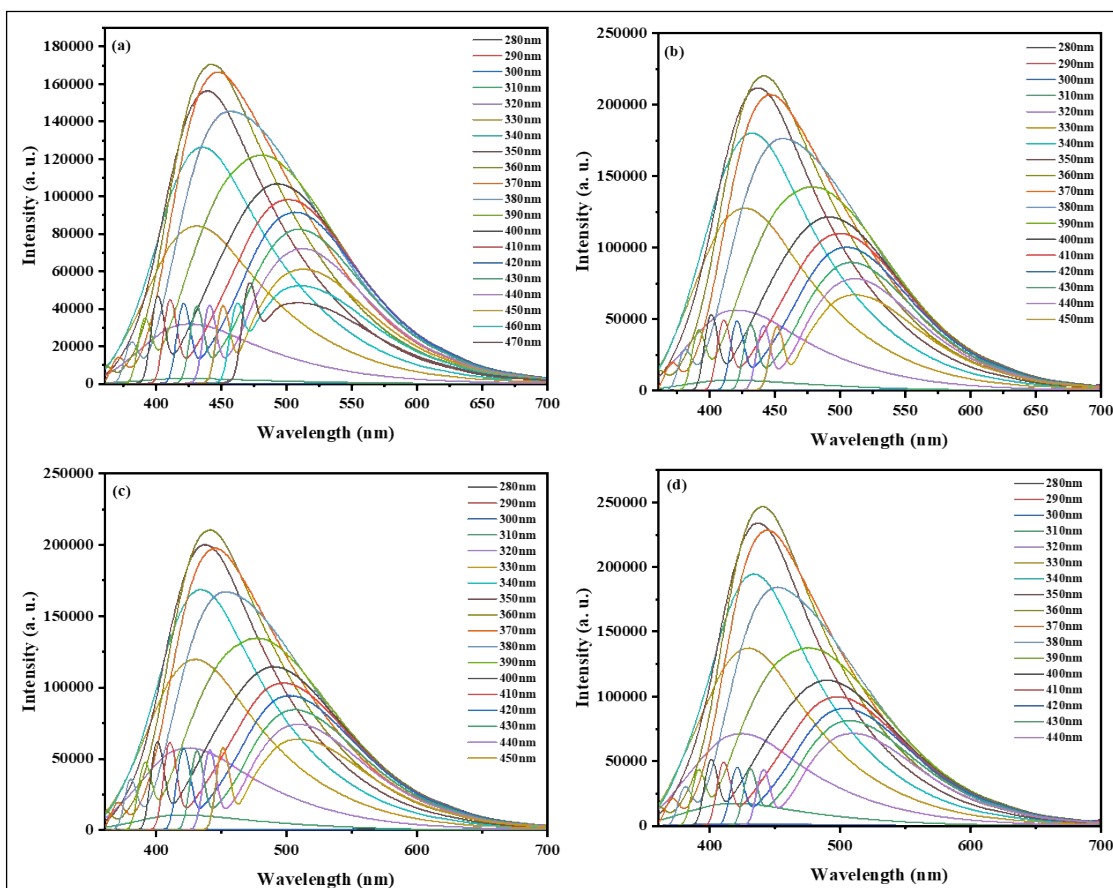 (a)
180000
160000
140000
120000
100000
80000
60000
40000
20000
0
Intensity (a. u.)
400
450
500
550
600
650
700
Wavelength (nm)
280nm
290nm
300nm
310nm
320nm
330nm
340nm
350nm
360nm
370nm
380nm
390nm
400nm
410nm
420nm
430nm
440nm
450nm
460nm
470nm
(b)
250000
200000
150000
100000
50000
0
Intensity (a. u.)
400
450
500
550
600
650
700
Wavelength (nm)
280nm
290nm
300nm
310nm
320nm
330nm
340nm
350nm
360nm
370nm
380nm
390nm
400nm
410nm
420nm
430nm
440nm
450nm
(c)
250000
200000
150000
100000
50000
0
Intensity (a. u.)
400
500
600
700
Wavelength (nm)
280nm
290nm
300nm
310nm
320nm
330nm
340nm
350nm
360nm
370nm
380nm
390nm
400nm
410nm
420nm
430nm
440nm
450nm
(d)
250000
200000
150000
100000
50000
0
Intensity (a. u.)
400
500
600
700
Wavelength (nm)
280nm
290nm
300nm
310nm
320nm
330nm
340nm
350nm
360nm
370nm
380nm
390nm
400nm
410nm
420nm
430nm
440nm